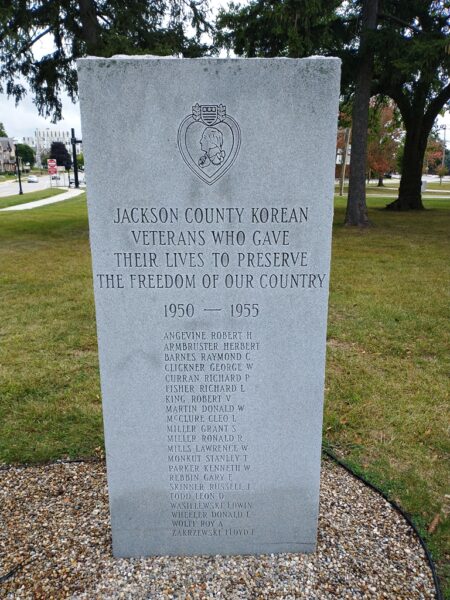 JACKSON COUNTY KOREAN
VETERANS WHO GAVE
THEIR LIVES TO PRESERVE
THE FREEDOM OF OUR COUNTRY
1950 — 1955
ANGEVINE ROBERT H
ARMBRUSTER HERBERT
BARNES RAYMOND C
CLICKNER GEORGE W
CURRAN RICHARD P
FISHER RICHARD L
KING ROBERT V
MARTIN DONALD W
McCLURE CLEO L
MILLER GRANT S
MILLER RONALD R
MILLS LAWRENCE W
MONKUT STANLEY T
PARKER KENNETH W
REBBIN GARY F
SKINNER RUSSELL J
TODD LEON D
WASILEWSKI EDWIN
WHEELER DONALD L
WOLFE ROY A
ZAKRZEWSKI FLOYD F